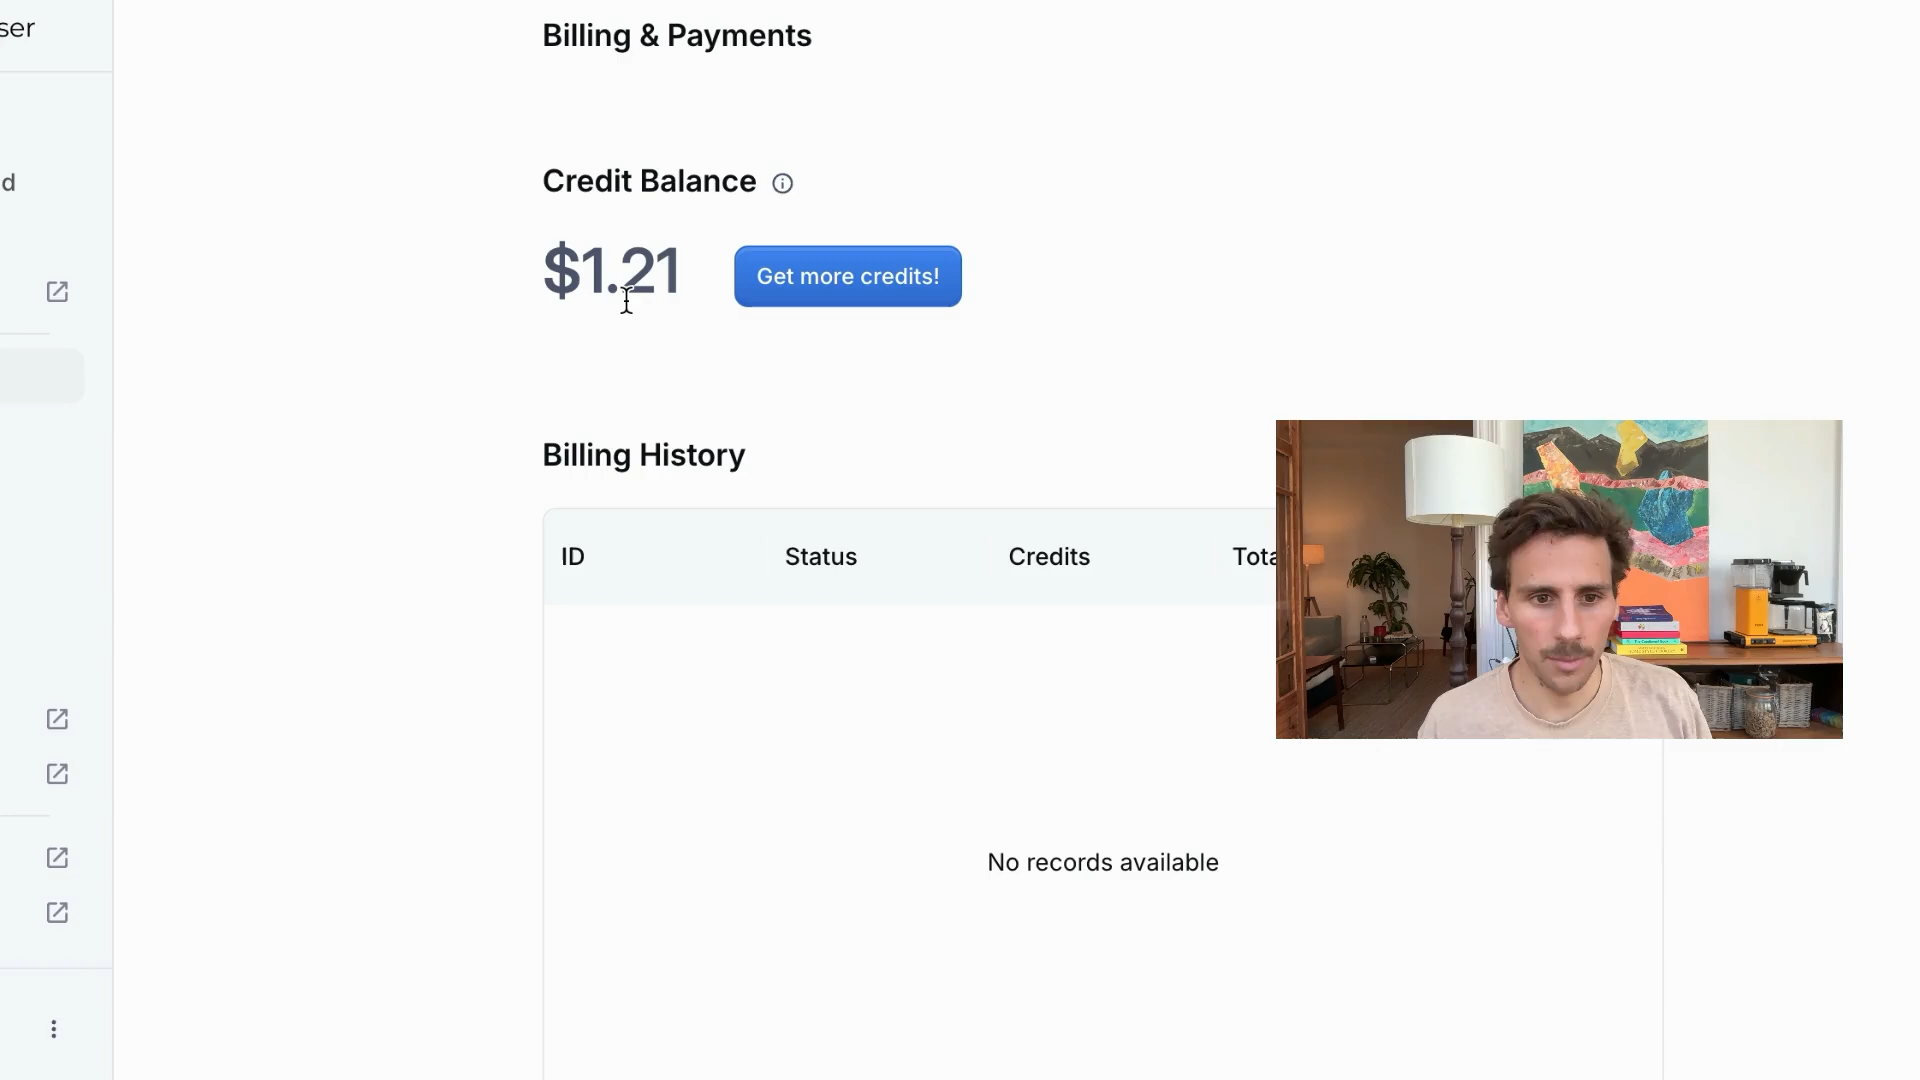 ser
Billing & Payments
d
Credit Balance
$1.21
Get more credits!
Billing History
ID Status Credits Tota
No records available